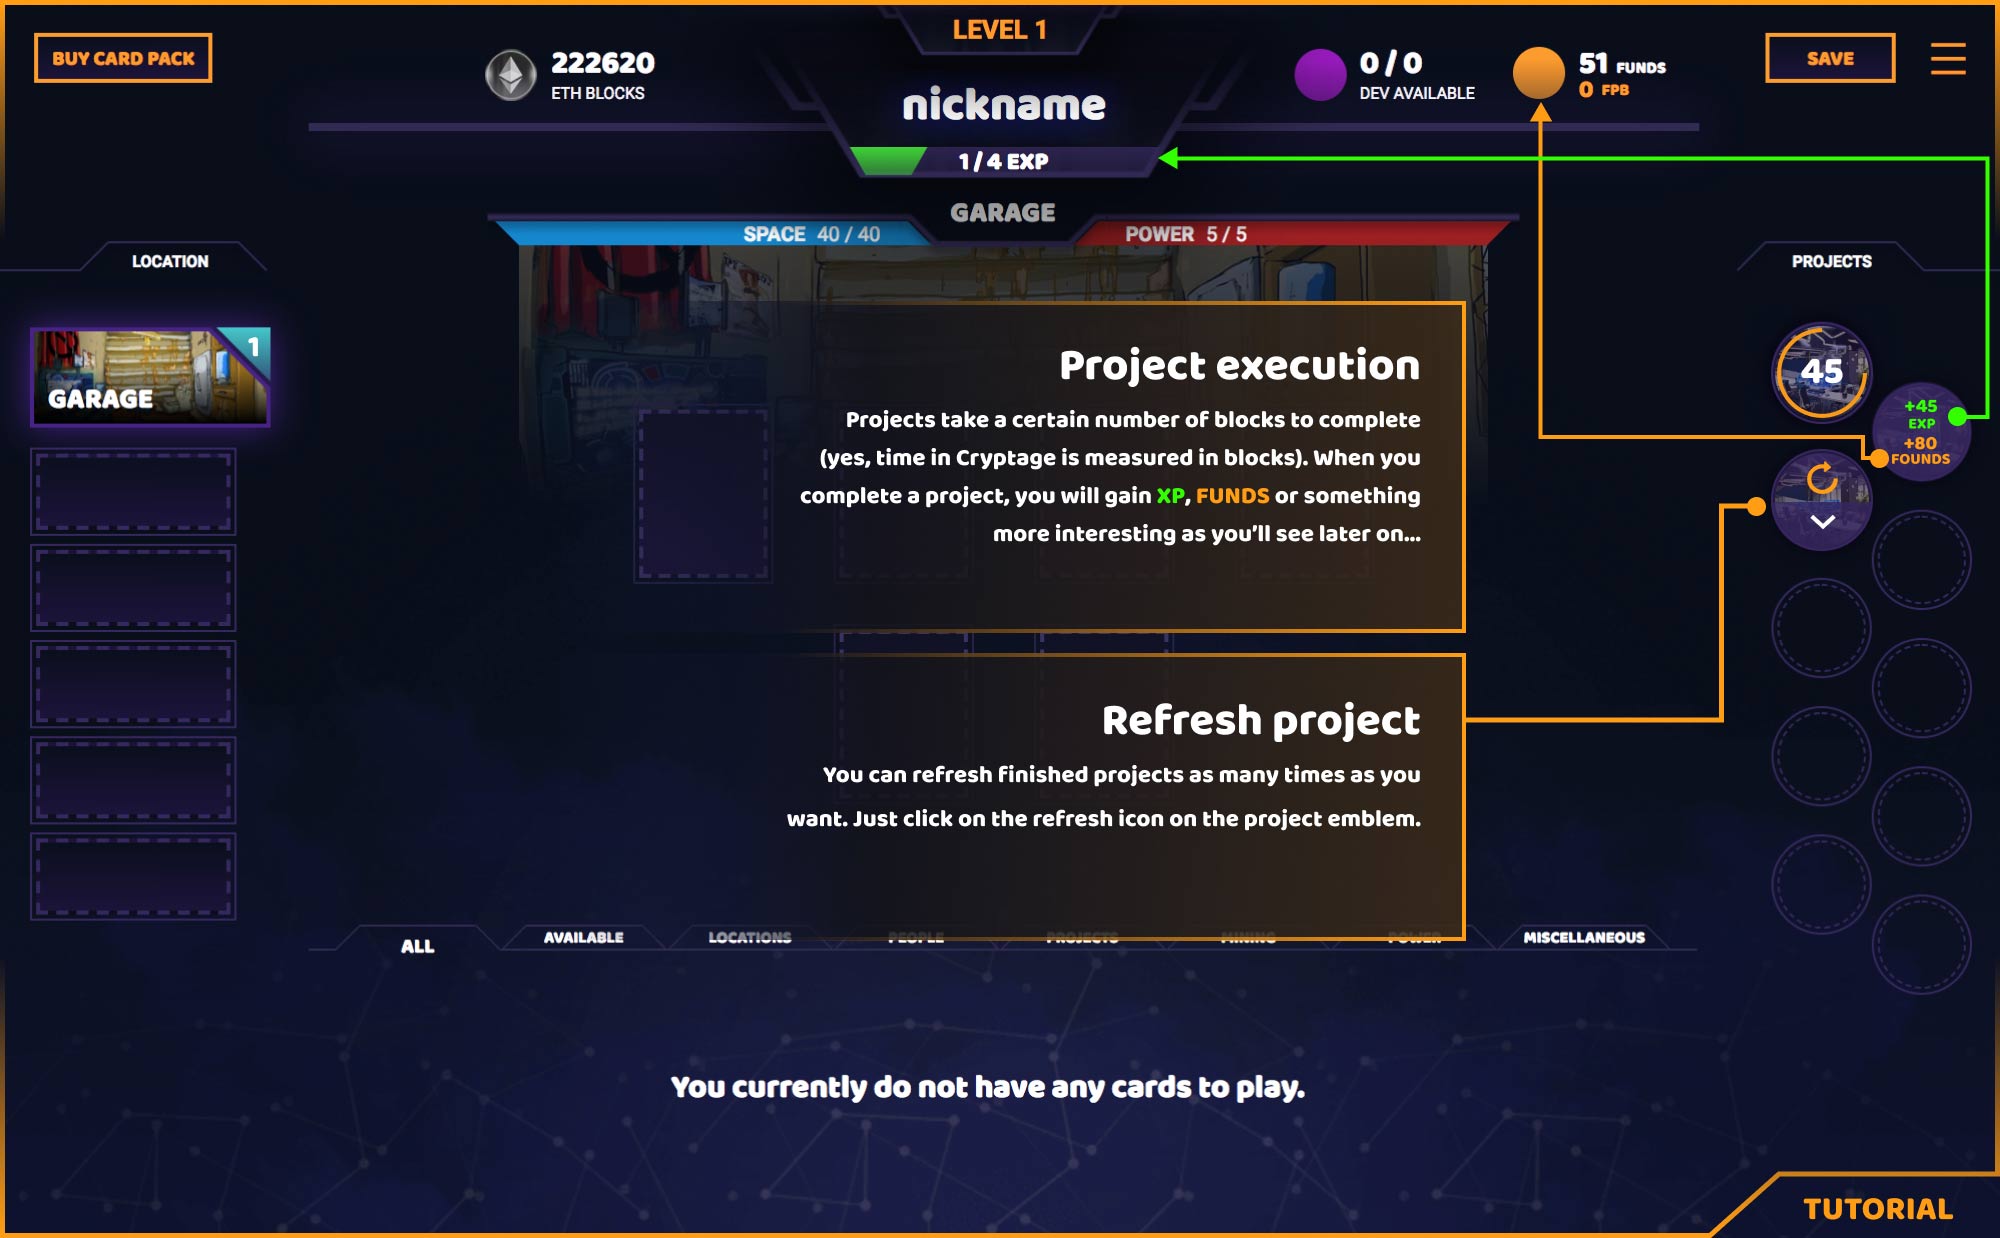 BUY CARD PACK
222620
ETH BLOCKS
LEVEL 1
nickname
1 / 4 EXP
0 / 0
DEV AVAILABLE
51 FUNDS
0 FPB
SAVE
GARAGE
SPACE 40 / 40
POWER 5 / 5
LOCATION
1
GARAGE
PROJECTS
45
+45
EXP
+80
FOUNDS
Project execution
Projects take a certain number of blocks to complete
(yes, time in Cryptage is measured in blocks). When you
complete a project, you will gain XP, FUNDS or something
more interesting as you'll see later on...
Refresh project
You can refresh finished projects as many times as you
want. Just click on the refresh icon on the project emblem.
ALL
AVAILABLE
LOCATIONS
PEOPLE
PROJECTS
MINING
POWER
MISCELLANEOUS
You currently do not have any cards to play.
TUTORIAL